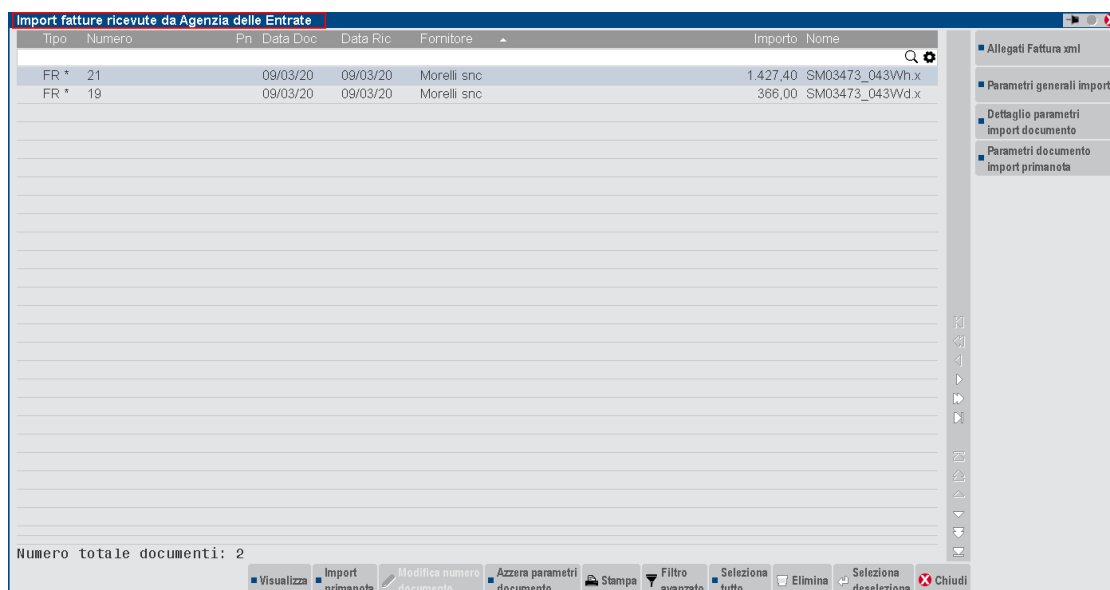 Import fatture ricevute da Agenzia delle Entrate
Tipo Numero Pn Data Doc Data Ric Fornitore Importo Nome
FR * 21 09/03/20 09/03/20 Morelli snc 1.427,40 SM03473_043Wh.x
FR * 19 09/03/20 09/03/20 Morelli snc 366,00 SM03473_043Wd.x
Allegati Fattura xml
Parametri generali import
Dettaglio parametri
import documento
Parametri documento
import primanota
Numero totale documenti: 2
Visualizza
Import
primanota
Modifica numero
documento
Azzera parametri
documento
Stampa
Filtro
avanzato
Seleziona
tutto
Elimina
Seleziona
deseleziona
Chiudi